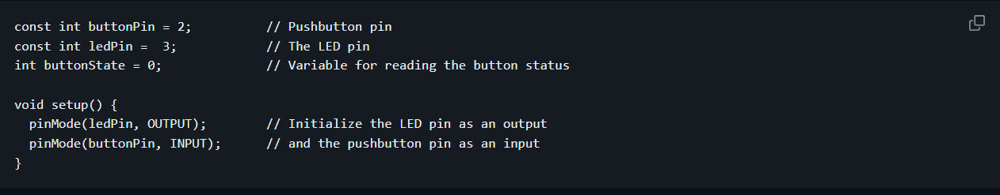 const int buttonPin = 2;          // Pushbutton pin
const int ledPin =  3;            // The LED pin
int buttonState = 0;              // Variable for reading the button status
void setup() {
  pinMode(ledPin, OUTPUT);        // Initialize the LED pin as an output
  pinMode(buttonPin, INPUT);      // and the pushbutton pin as an input
}